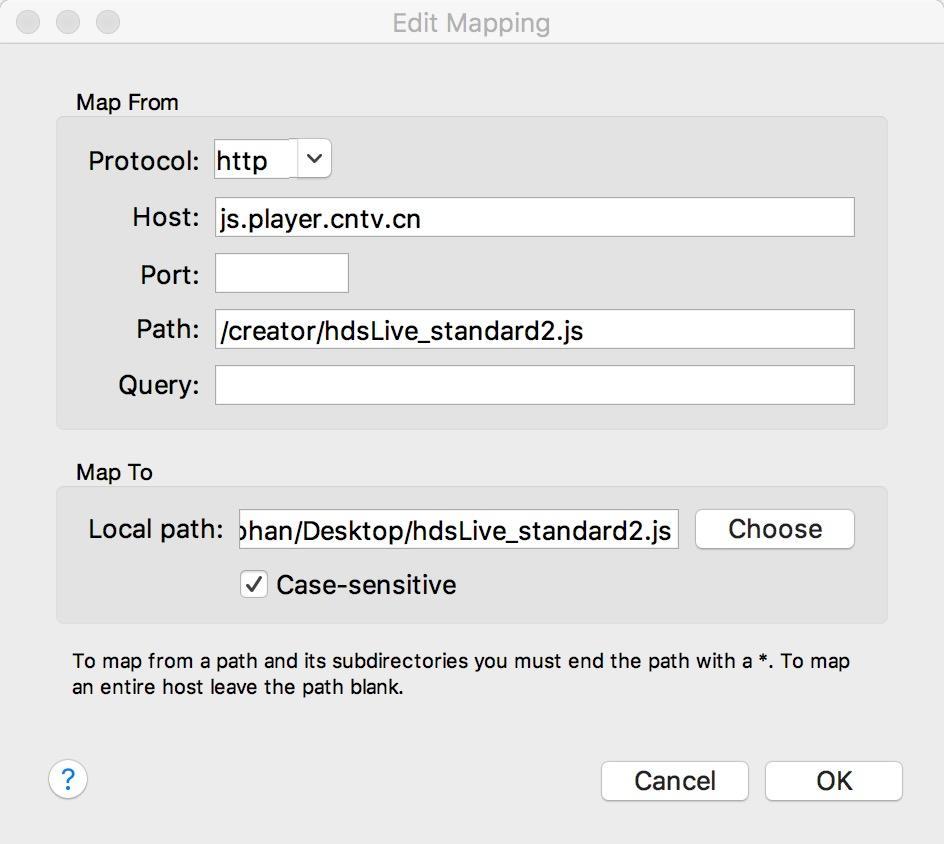 Edit Mapping
Map From
Protocol: http
Host: js.player.cntv.cn
Port:
Path: /creator/hdsLive_standard2.js
Query:
Map To
Local path: ohan/Desktop/hdsLive_standard2.js Choose
Case-sensitive
To map from a path and its subdirectories you must end the path with a *. To map
an entire host leave the path blank.
? Cancel OK